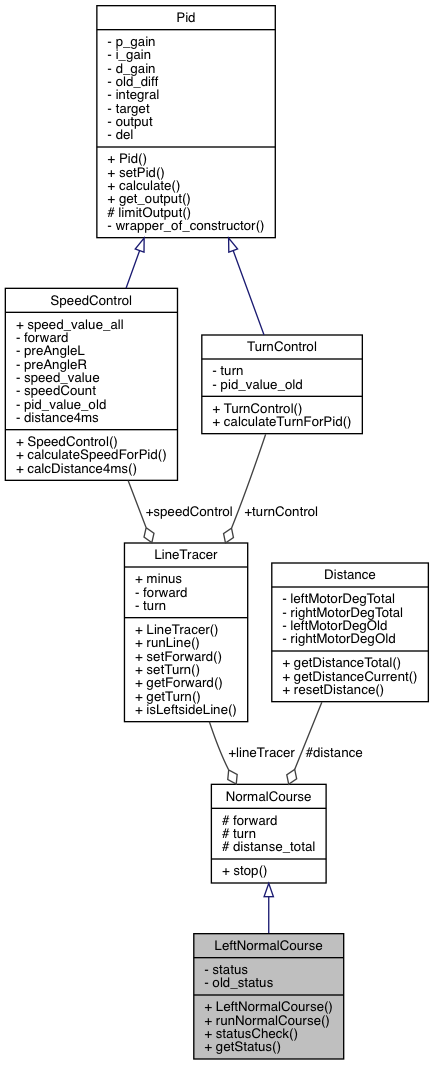 Pid
- p_gain
- i_gain
- d_gain
- old_diff
- integral
- target
- output
- del
+ Pid()
+ setPid()
+ calculate()
+ get_output()
# limitOutput()
- wrapper_of_constructor()
SpeedControl
+ speed_value_all
- forward
- preAngleL
- preAngleR
- speed_value
- speedCount
- pid_value_old
- distance4ms
+ SpeedControl()
+ calculateSpeedForPid()
+ calcDistance4ms()
TurnControl
- turn
- pid_value_old
+ TurnControl()
+ calculateTurnForPid()
+speedControl
+turnControl
LineTracer
+ minus
- forward
- turn
+ LineTracer()
+ runLine()
+ setForward()
+ setTurn()
+ getForward()
+ getTurn()
+ isLeftsideLine()
Distance
- leftMotorDegTotal
- rightMotorDegTotal
- leftMotorDegOld
- rightMotorDegOld
+ getDistanceTotal()
+ getDistanceCurrent()
+ resetDistance()
+lineTracer
#distance
NormalCourse
# forward
# turn
# distanse_total
+ stop()
LeftNormalCourse
- status
- old_status
+ LeftNormalCourse()
+ runNormalCourse()
+ statusCheck()
+ getStatus()